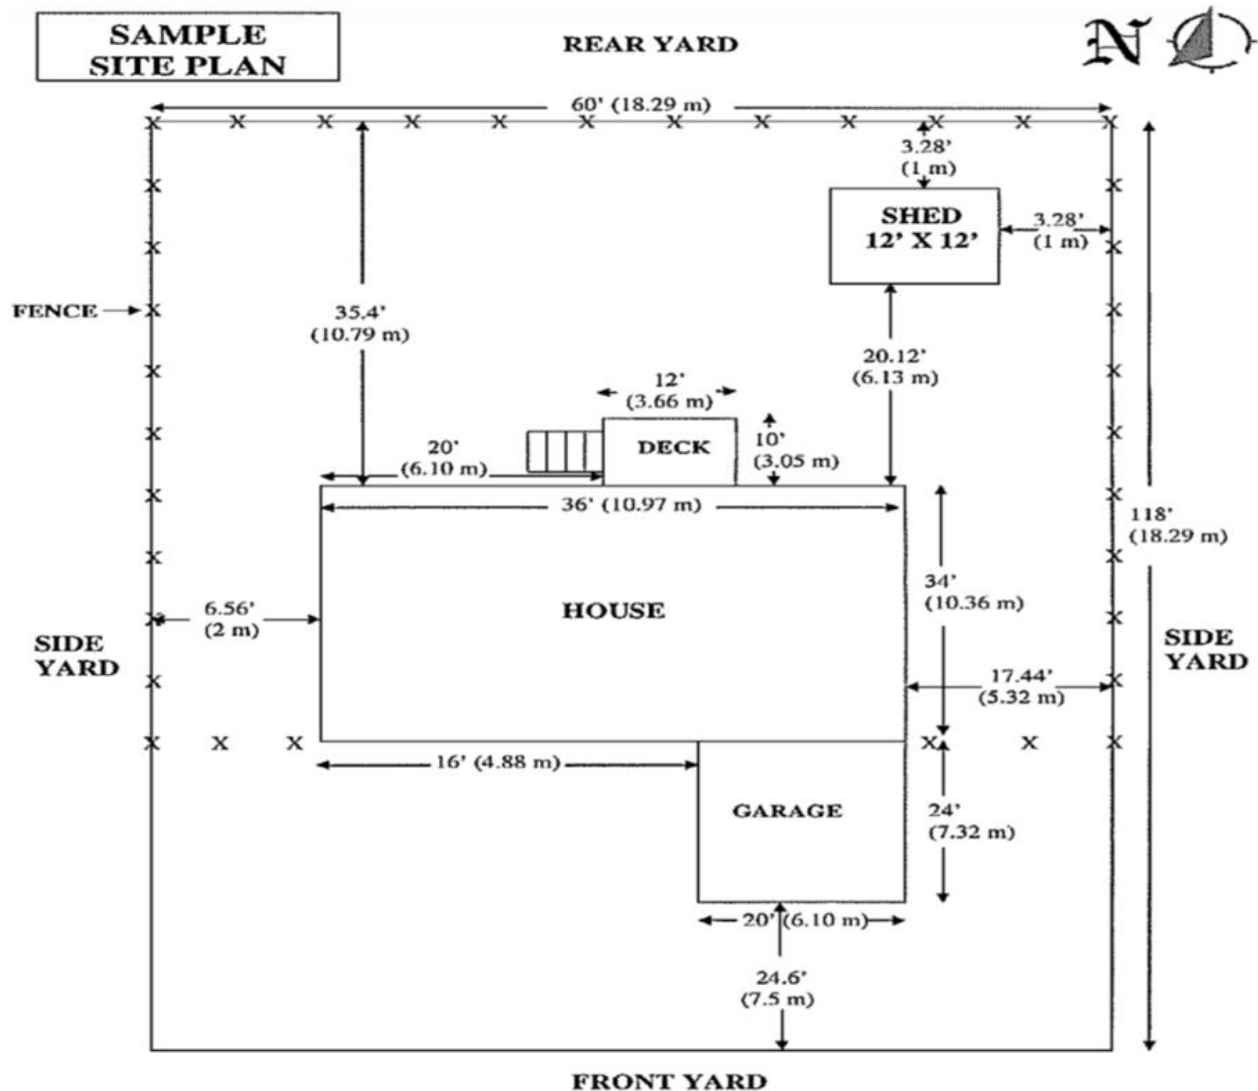 SAMPLE
SITE PLAN
REAR YARD
N
60' (18.29 m)
3.28'
(1 m)
SHED
12' X 12'
3.28'
(1 m)
FENCE
35.4'
(10.79 m)
20.12'
(6.13 m)
12'
(3.66 m)
DECK
10'
(3.05 m)
20'
(6.10 m)
36' (10.97 m)
118'
(18.29 m)
34'
(10.36 m)
HOUSE
6.56'
(2 m)
SIDE
YARD
SIDE
YARD
17.44'
(5.32 m)
16' (4.88 m)
GARAGE
24'
(7.32 m)
20' (6.10 m)
24.6'
(7.5 m)
FRONT YARD